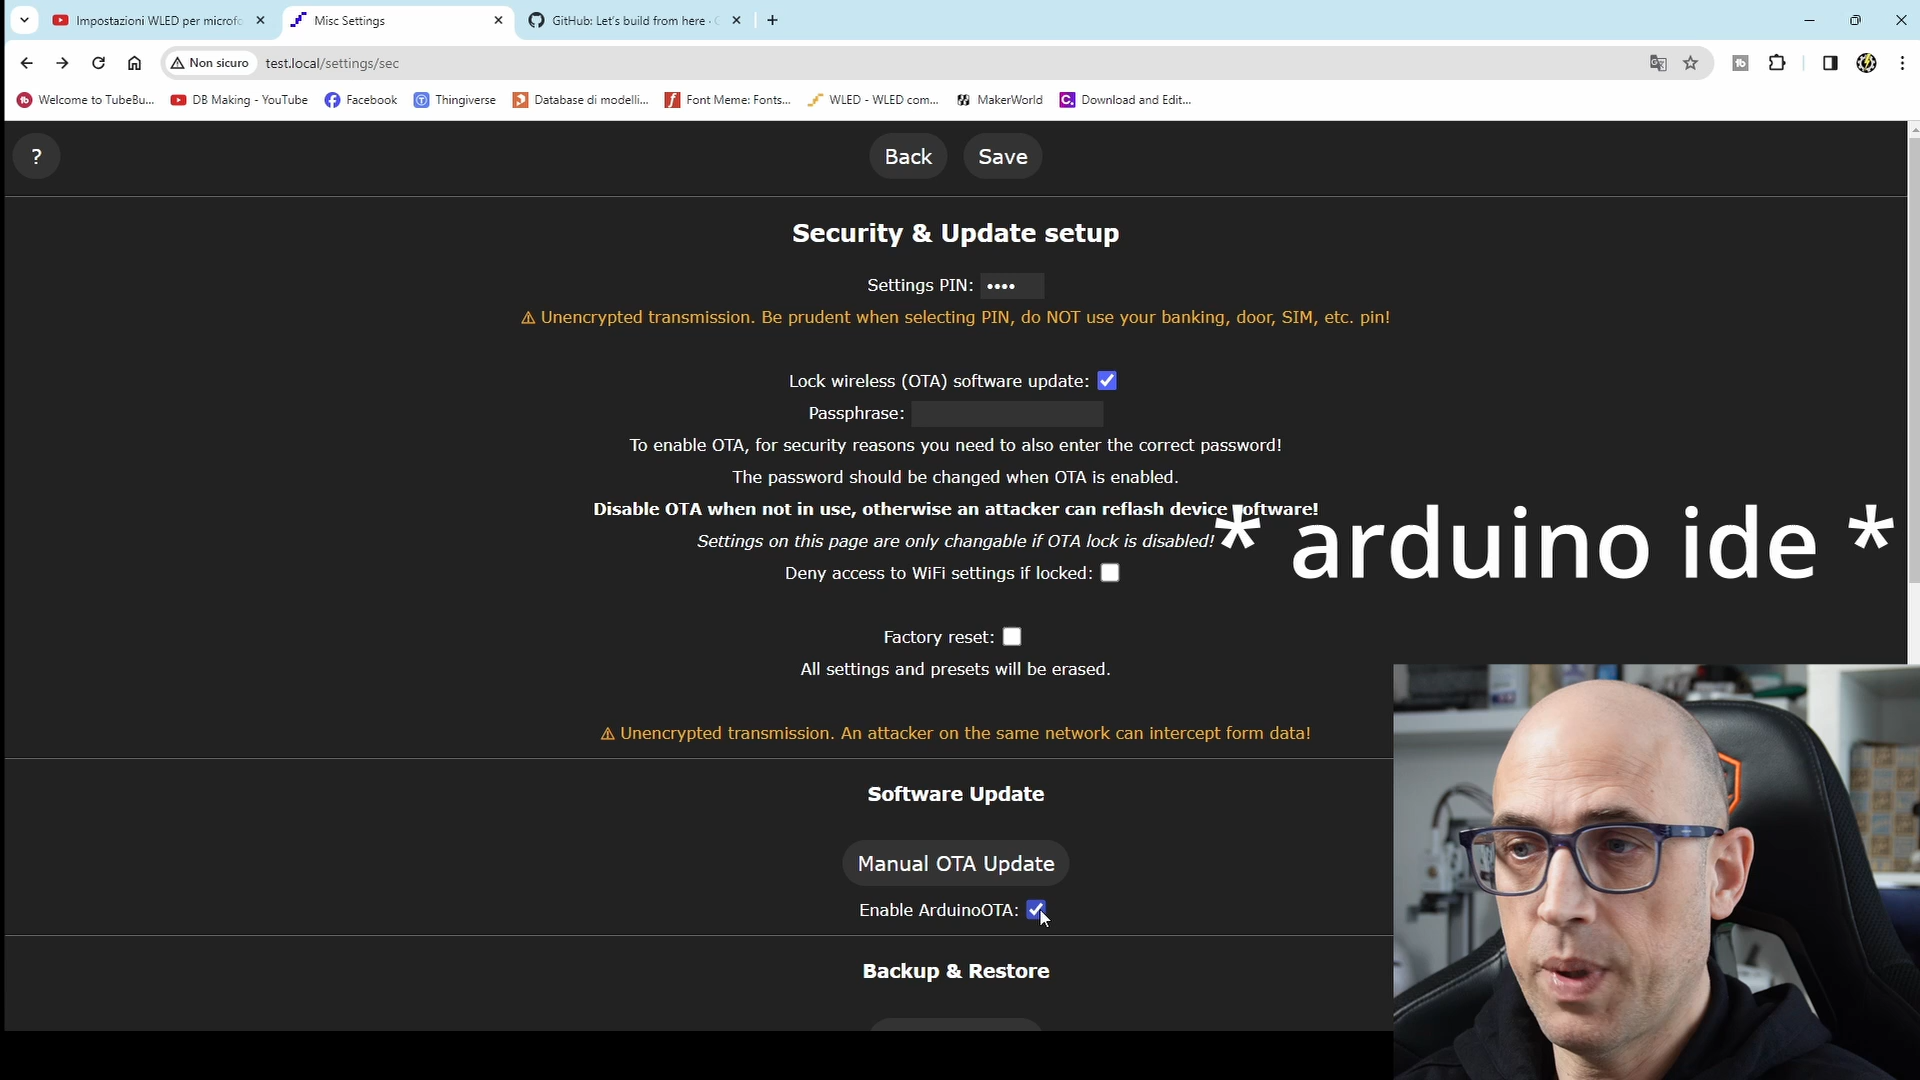 Impostazioni WLED per microfo
Misc Settings
GitHub: Let's build from here ·
Non sicuro
test.local/settings/sec
Welcome to TubeBu...
DB Making - YouTube
Facebook
Thingiverse
Database di modelli...
Font Meme: Fonts...
WLED - WLED com...
MakerWorld
Download and Edit...
?
Back
Save
Security & Update setup
Settings PIN: ••••
⚠ Unencrypted transmission. Be prudent when selecting PIN, do NOT use your banking, door, SIM, etc. pin!
Lock wireless (OTA) software update:
Passphrase:
To enable OTA, for security reasons you need to also enter the correct password!
The password should be changed when OTA is enabled.
Disable OTA when not in use, otherwise an attacker can reflash device software!
Settings on this page are only changable if OTA lock is disabled!
* arduino ide *
Deny access to WiFi settings if locked:
Factory reset:
All settings and presets will be erased.
⚠ Unencrypted transmission. An attacker on the same network can intercept form data!
Software Update
Manual OTA Update
Enable ArduinoOTA:
Backup & Restore